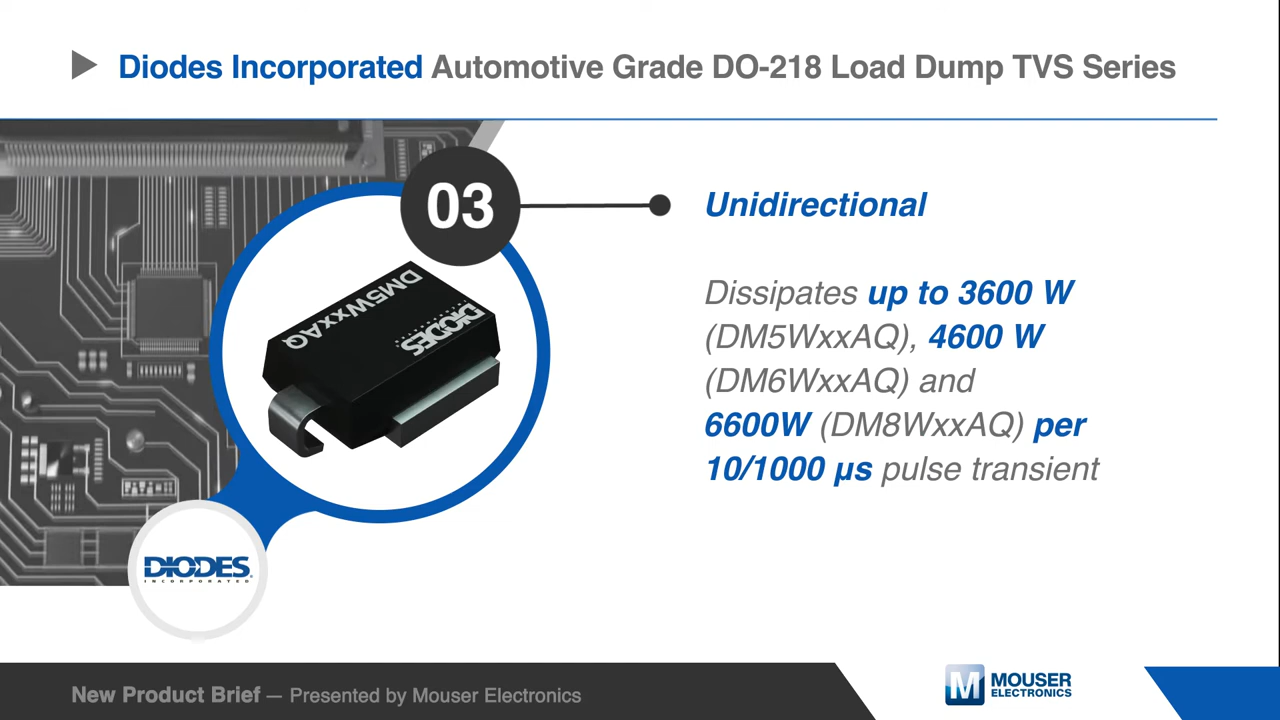 Diodes Incorporated Automotive Grade DO-218 Load Dump TVS Series
03
Unidirectional
Dissipates up to 3600 W
(DM5WxxAQ), 4600 W
(DM6WxxAQ) and
6600W (DM8WxxAQ) per
10/1000 µs pulse transient
DM5WxxAQ
DIODES
DIODES
INCORPORATED
New Product Brief — Presented by Mouser Electronics
M MOUSER
ELECTRONICS